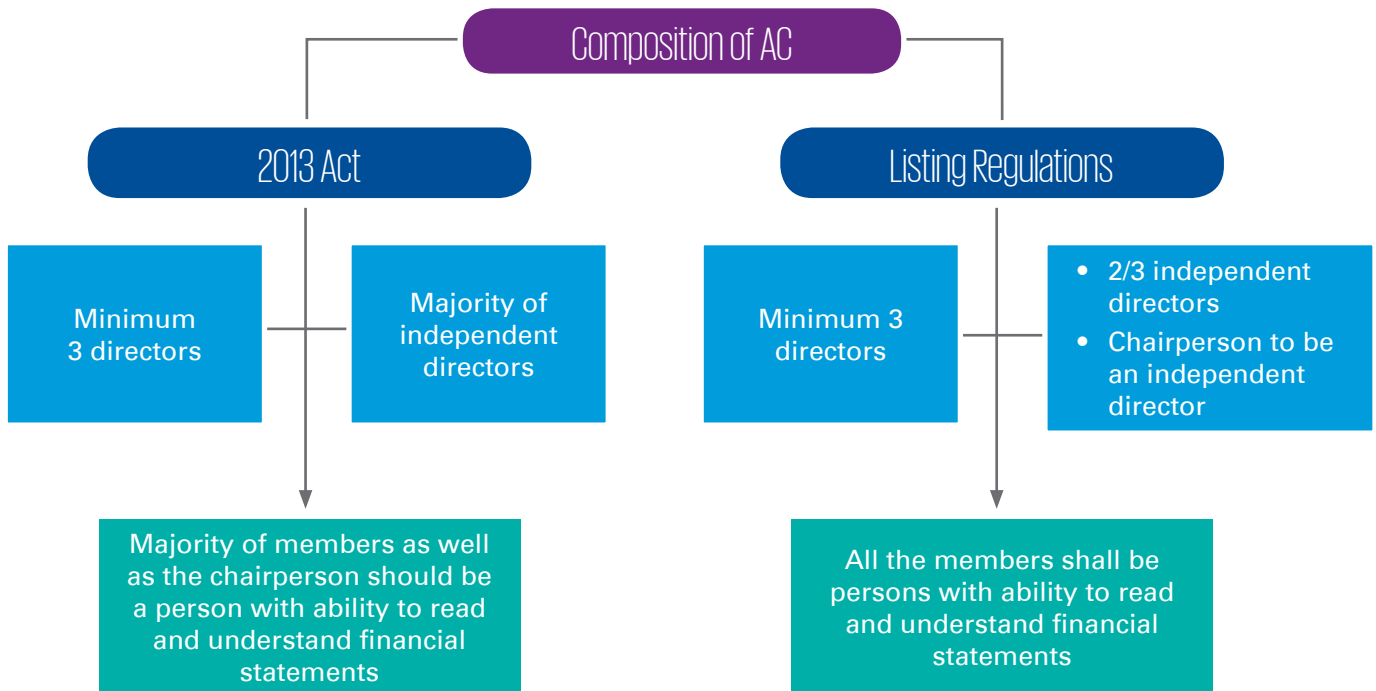 Composition of AC
2013 Act
Listing Regulations
Minimum
3 directors
Majority of
independent
directors
Minimum 3
directors
• 2/3 independent
directors
• Chairperson to be
an independent
director
Majority of members as well
as the chairperson should be
a person with ability to read
and understand financial
statements
All the members shall be
persons with ability to read
and understand financial
statements